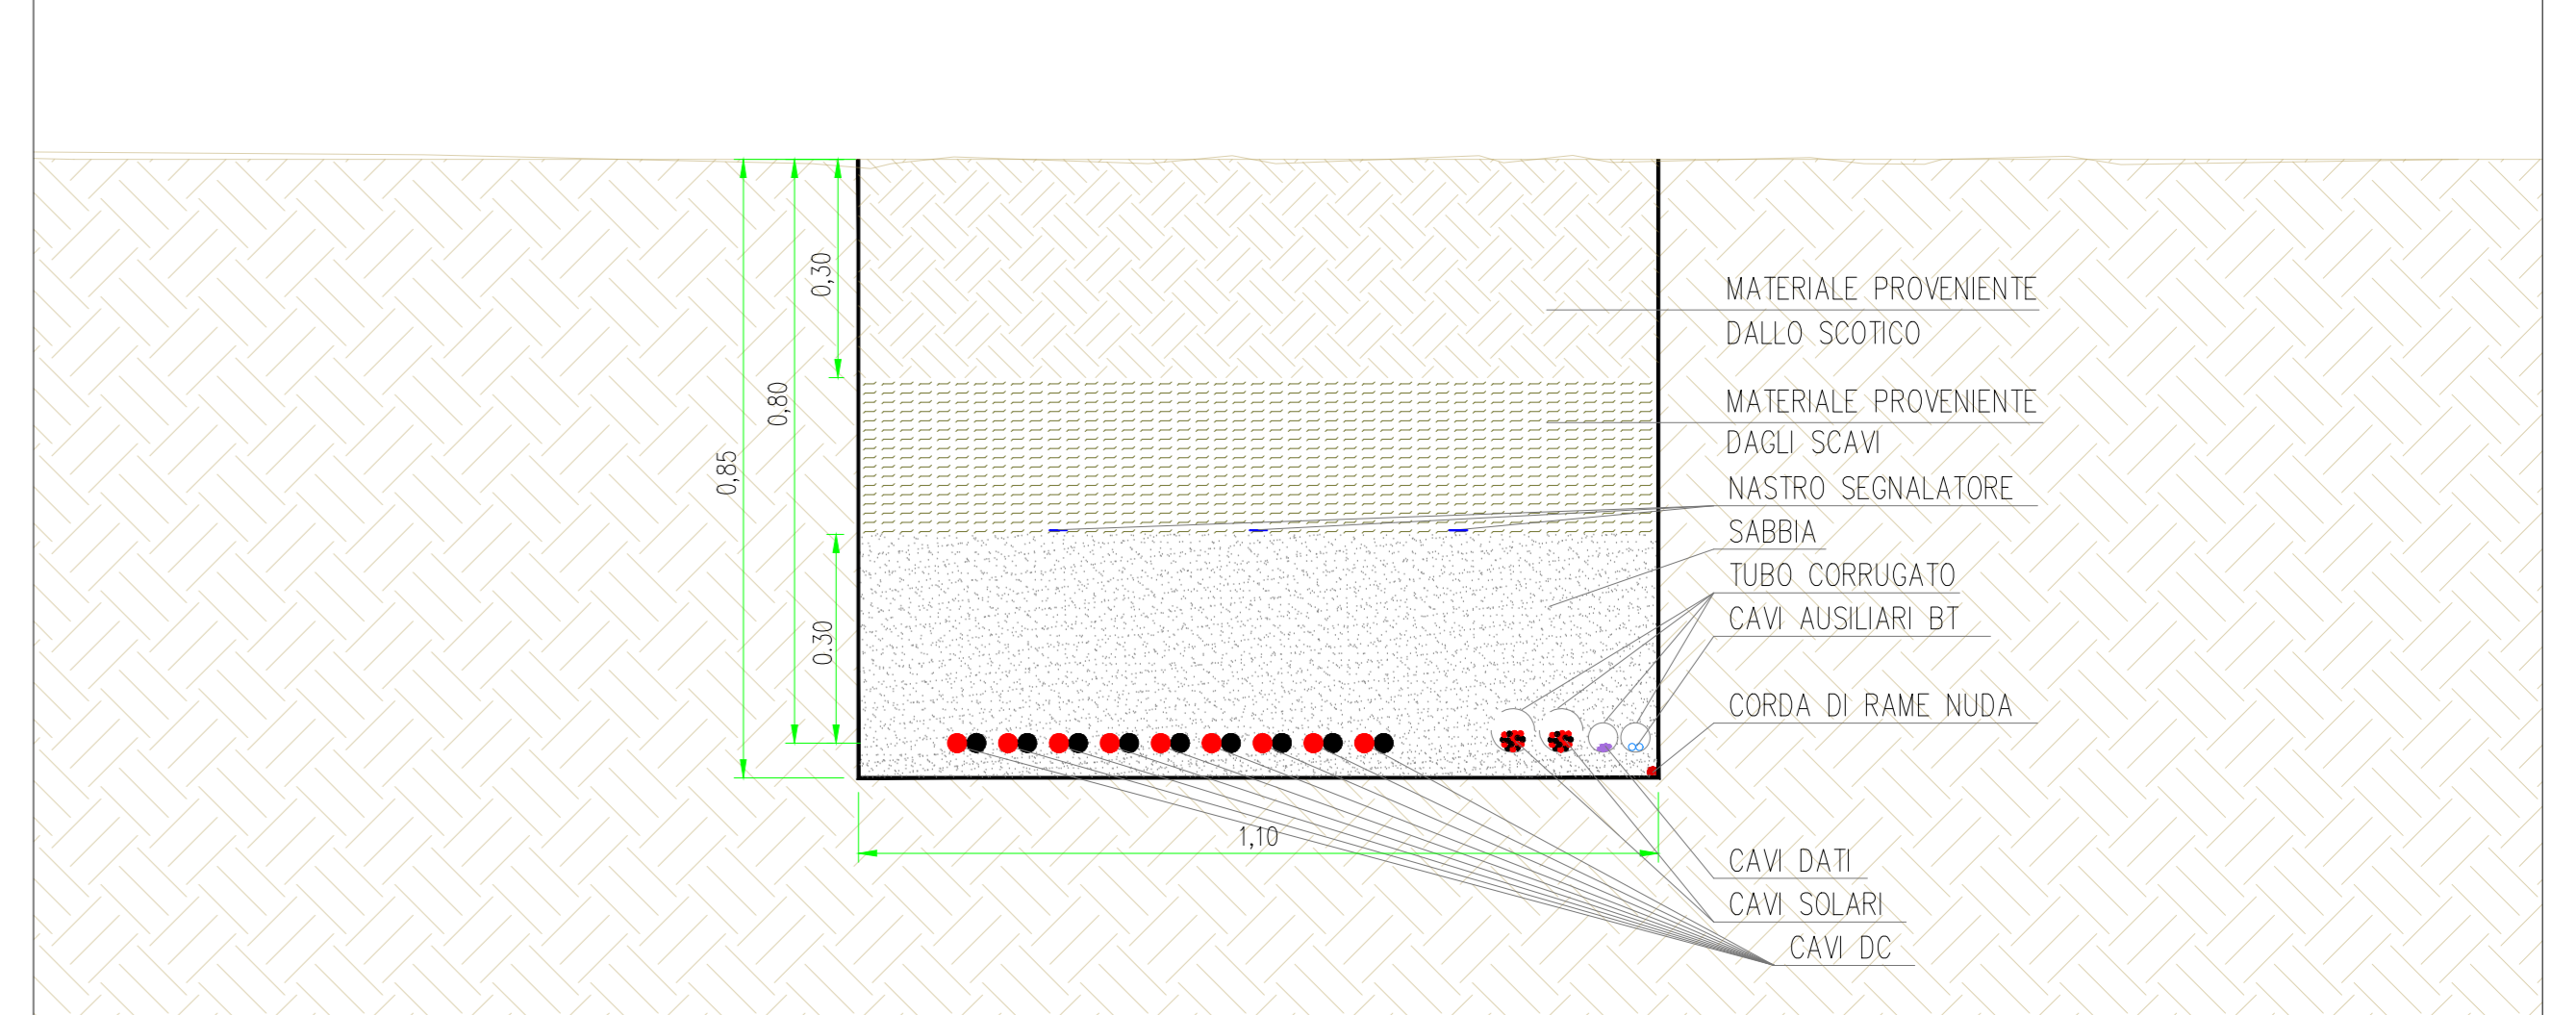 0,30
0,80
0,85
0.30
1,10
MATERIALE PROVENIENTE
DALLO SCOTICO
MATERIALE PROVENIENTE
DAGLI SCAVI
NASTRO SEGNALATORE
SABBIA
TUBO CORRUGATO
CAVI AUSILIARI BT
CORDA DI RAME NUDA
CAVI DATI
CAVI SOLARI
CAVI DC